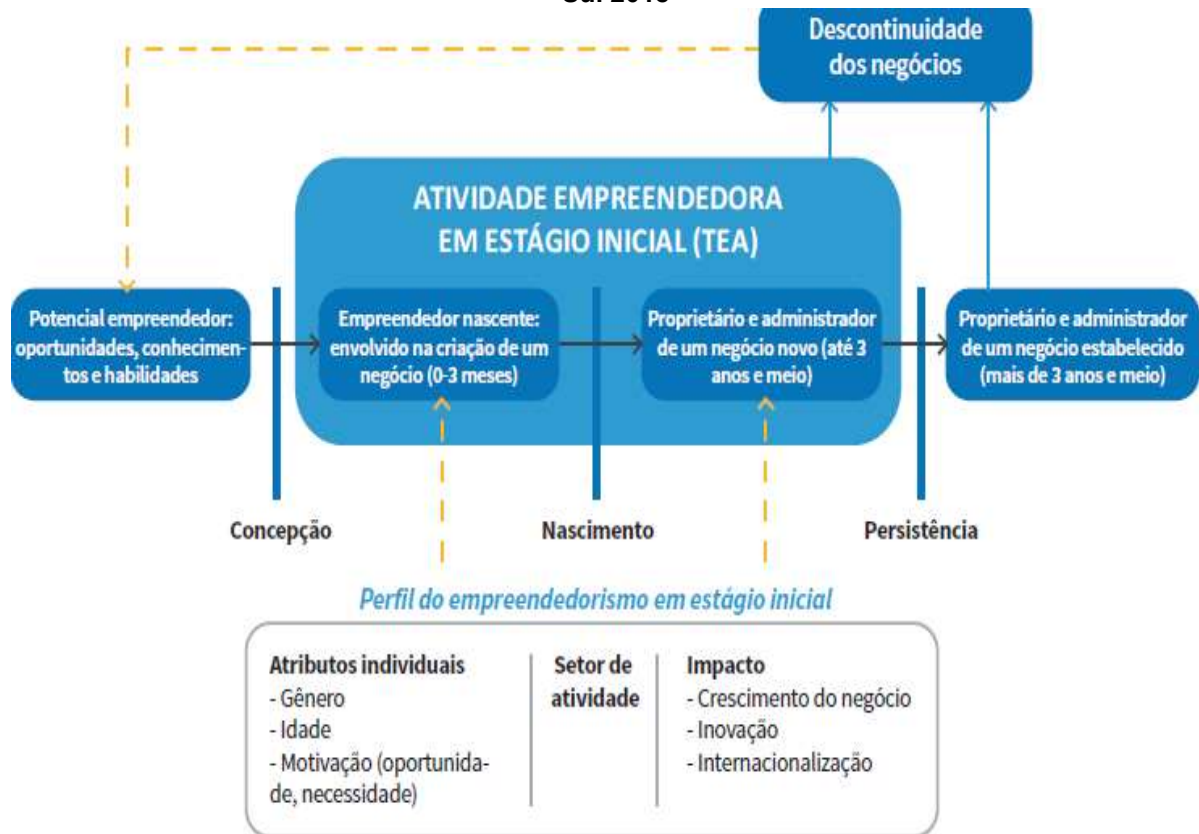 Descontinuidade
dos negócios
ATIVIDADE EMPREENDEDORA
EM ESTÁGIO INICIAL (TEA)
Potencial empreendedor:
oportunidades, conhecimen-
tos e habilidades
Empreendedor nascente:
envolvido na criação de um
negócio (0-3 meses)
Proprietário e administrador
de um negócio novo (até 3
anos e meio)
Proprietário e administrador
de um negócio estabelecido
(mais de 3 anos e meio)
Concepção
Nascimento
Persistência
Perfil do empreendedorismo em estágio inicial
Atributos individuais
- Gênero
- Idade
- Motivação (oportunida-
de, necessidade)
Setor de
atividade
Impacto
- Crescimento do negócio
- Inovação
- Internacionalização